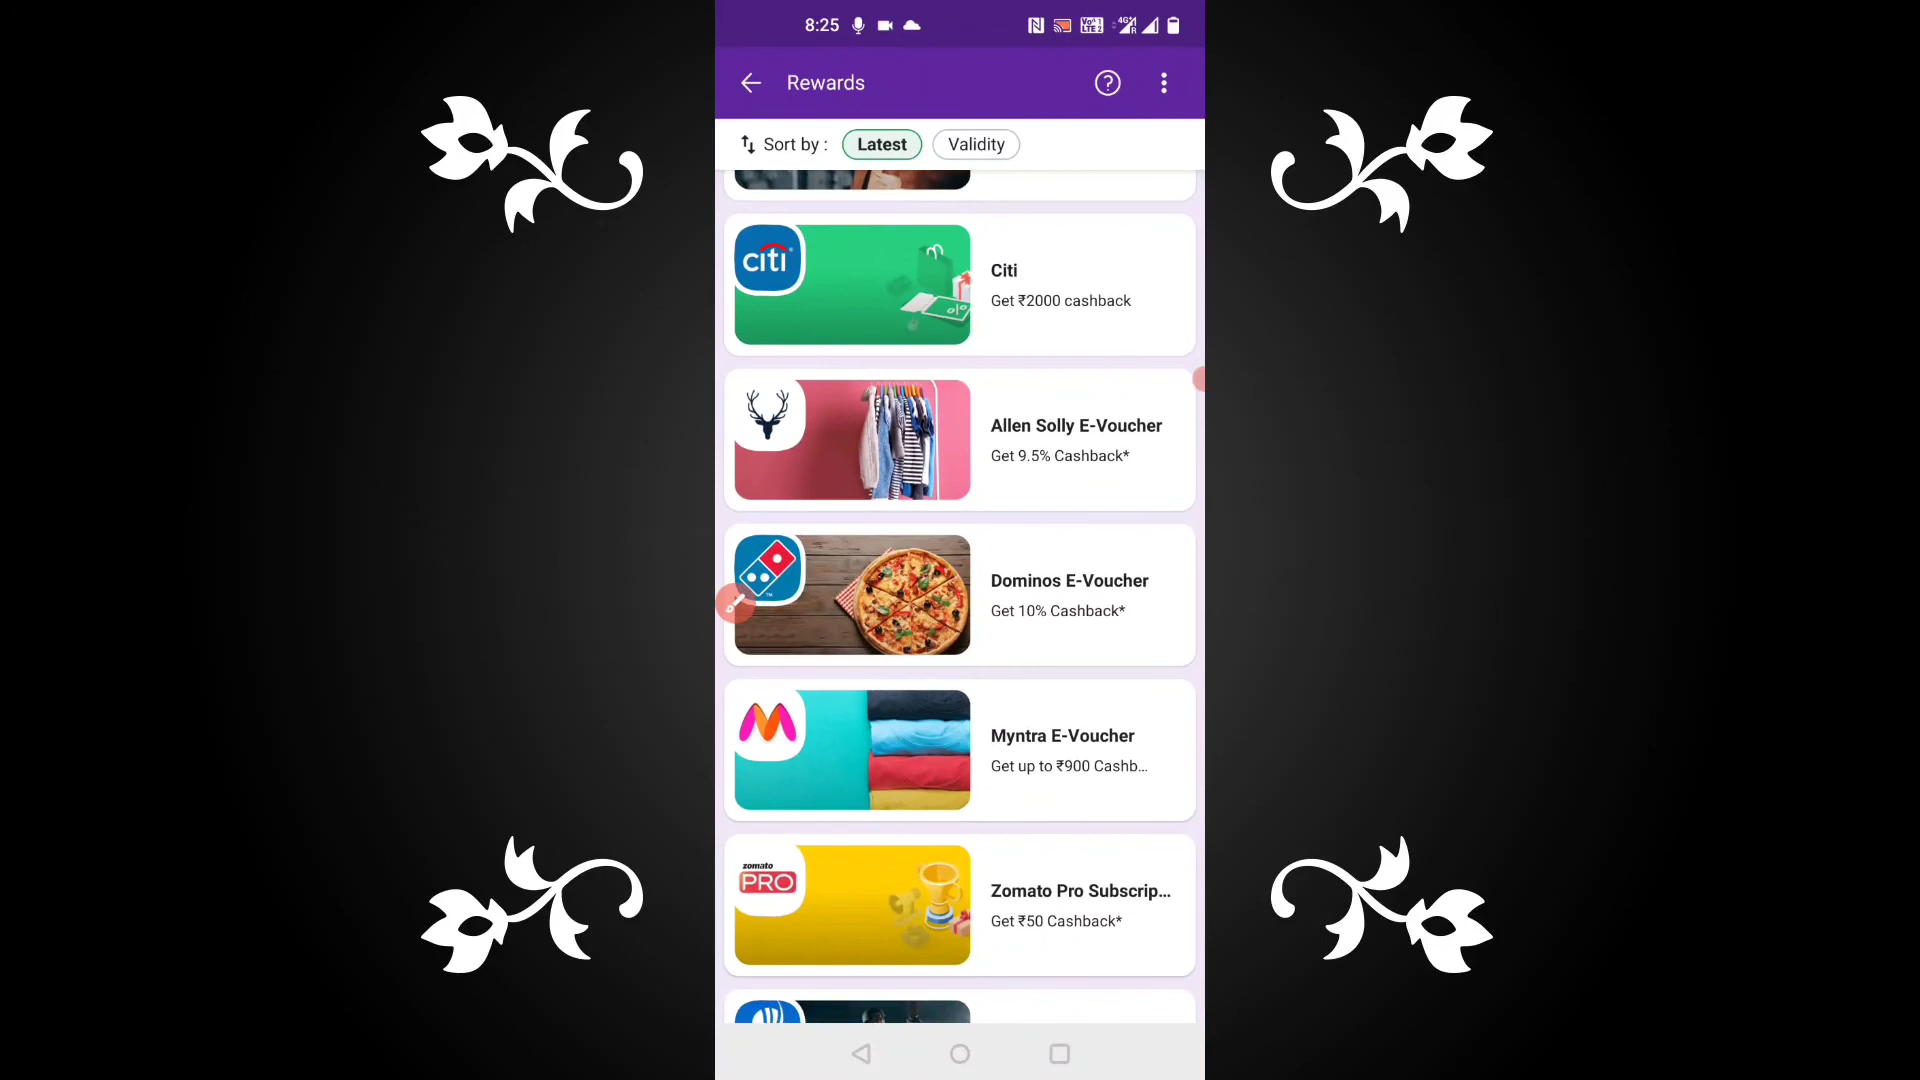 8:25
Rewards
Sort by :
Latest
Validity
citi
Citi
Get ₹2000 cashback
Allen Solly E-Voucher
Get 9.5% Cashback*
Dominos E-Voucher
Get 10% Cashback*
Myntra E-Voucher
Get up to ₹900 Cashb...
zomato
PRO
Zomato Pro Subscrip...
Get ₹50 Cashback*